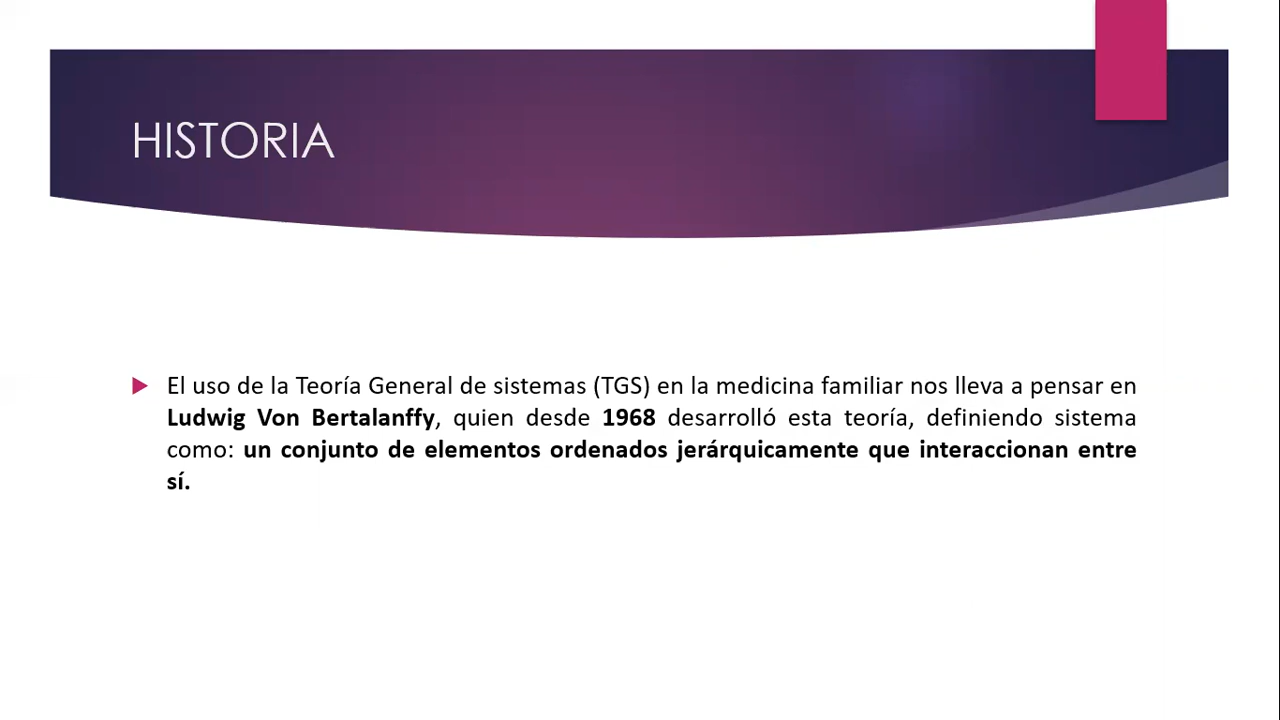 HISTORIA
El uso de la Teoría General de sistemas (TGS) en la medicina familiar nos lleva a pensar en
Ludwig Von Bertalanffy, quien desde 1968 desarrolló esta teoría, definiendo sistema
como: un conjunto de elementos ordenados jerárquicamente que interaccionan entre
sí.